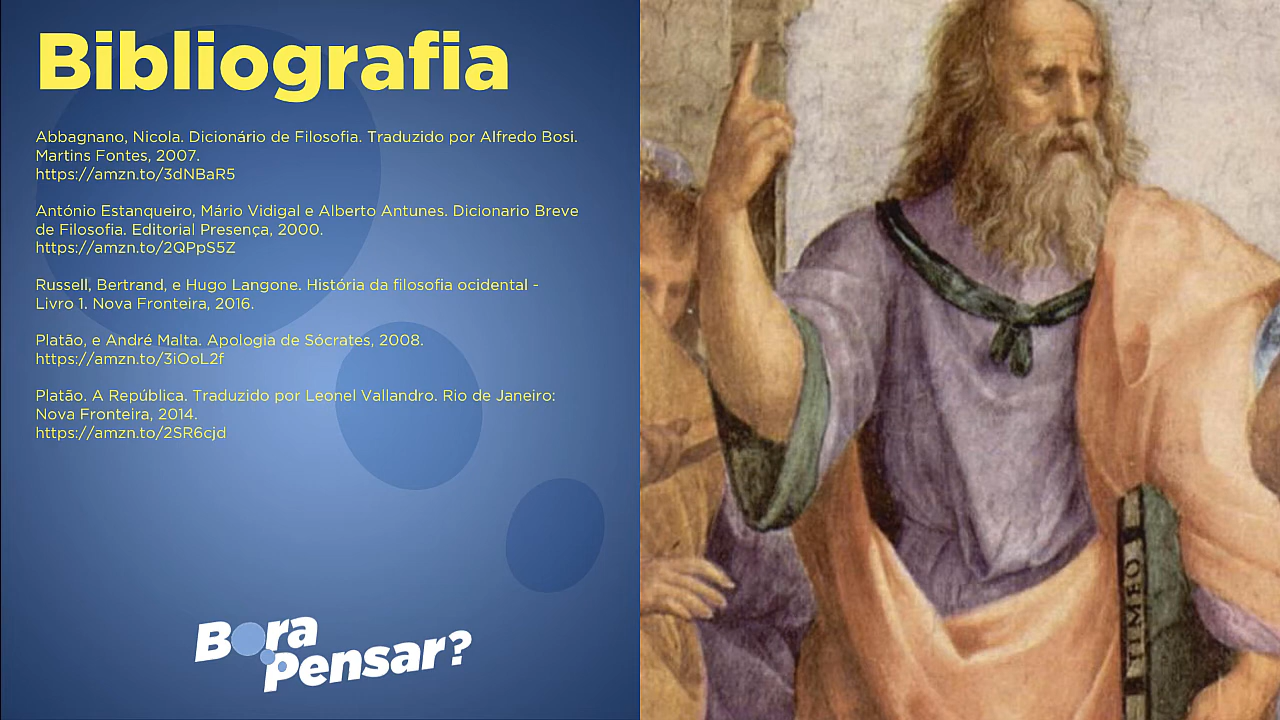 Bibliografia
Abbagnano, Nicola. Dicionário de Filosofia. Traduzido por Alfredo Bosi.
Martins Fontes, 2007.
https://amzn.to/3dNBaR5
António Estanqueiro, Mário Vidigal e Alberto Antunes. Dicionario Breve
de Filosofia. Editorial Presença, 2000.
https://amzn.to/2QPpS5Z
Russell, Bertrand, e Hugo Langone. História da filosofia ocidental -
Livro 1. Nova Fronteira, 2016.
Platão, e André Malta. Apologia de Sócrates, 2008.
https://amzn.to/3iOoL2f
Platão. A República. Traduzido por Leonel Vallandro. Rio de Janeiro:
Nova Fronteira, 2014.
https://amzn.to/2SR6cjd
Bora
Pensar?
TIMEO